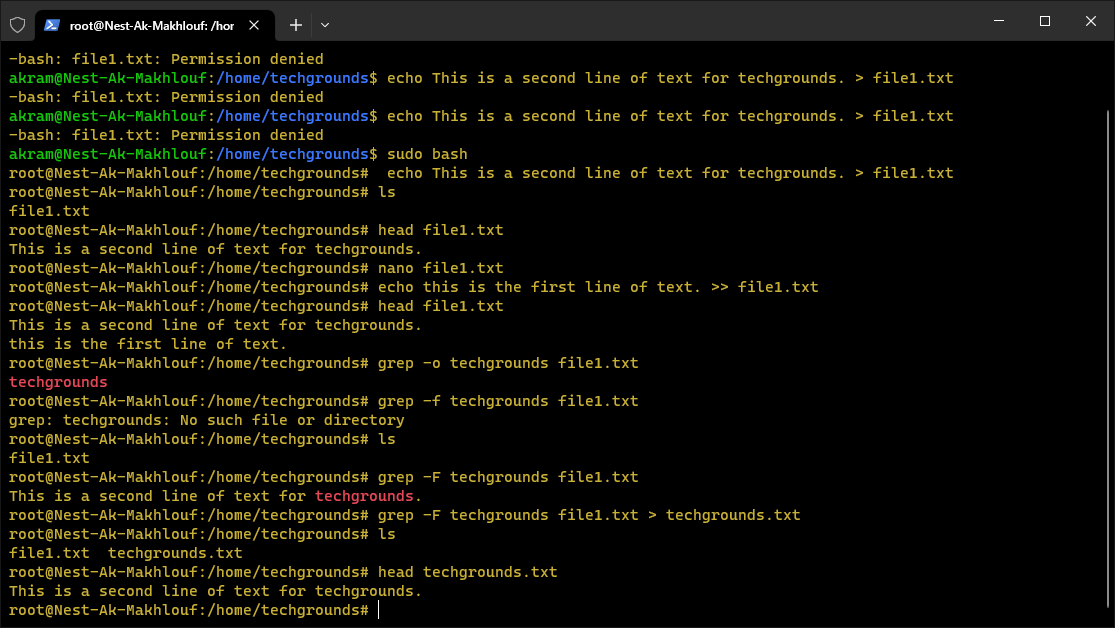 root@Nest-Ak-Makhlouf: /hor
-bash: file1.txt: Permission denied
akram@Nest-Ak-Makhlouf:/home/techgrounds$ echo This is a second line of text for techgrounds. > file1.txt
-bash: file1.txt: Permission denied
akram@Nest-Ak-Makhlouf:/home/techgrounds$ echo This is a second line of text for techgrounds. > file1.txt
-bash: file1.txt: Permission denied
akram@Nest-Ak-Makhlouf:/home/techgrounds$ sudo bash
root@Nest-Ak-Makhlouf:/home/techgrounds#  echo This is a second line of text for techgrounds. > file1.txt
root@Nest-Ak-Makhlouf:/home/techgrounds# ls
file1.txt
root@Nest-Ak-Makhlouf:/home/techgrounds# head file1.txt
This is a second line of text for techgrounds.
root@Nest-Ak-Makhlouf:/home/techgrounds# nano file1.txt
root@Nest-Ak-Makhlouf:/home/techgrounds# echo this is the first line of text. >> file1.txt
root@Nest-Ak-Makhlouf:/home/techgrounds# head file1.txt
This is a second line of text for techgrounds.
this is the first line of text.
root@Nest-Ak-Makhlouf:/home/techgrounds# grep -o techgrounds file1.txt
techgrounds
root@Nest-Ak-Makhlouf:/home/techgrounds# grep -f techgrounds file1.txt
grep: techgrounds: No such file or directory
root@Nest-Ak-Makhlouf:/home/techgrounds# ls
file1.txt
root@Nest-Ak-Makhlouf:/home/techgrounds# grep -F techgrounds file1.txt
This is a second line of text for techgrounds.
root@Nest-Ak-Makhlouf:/home/techgrounds# grep -F techgrounds file1.txt > techgrounds.txt
root@Nest-Ak-Makhlouf:/home/techgrounds# ls
file1.txt  techgrounds.txt
root@Nest-Ak-Makhlouf:/home/techgrounds# head techgrounds.txt
This is a second line of text for techgrounds.
root@Nest-Ak-Makhlouf:/home/techgrounds#